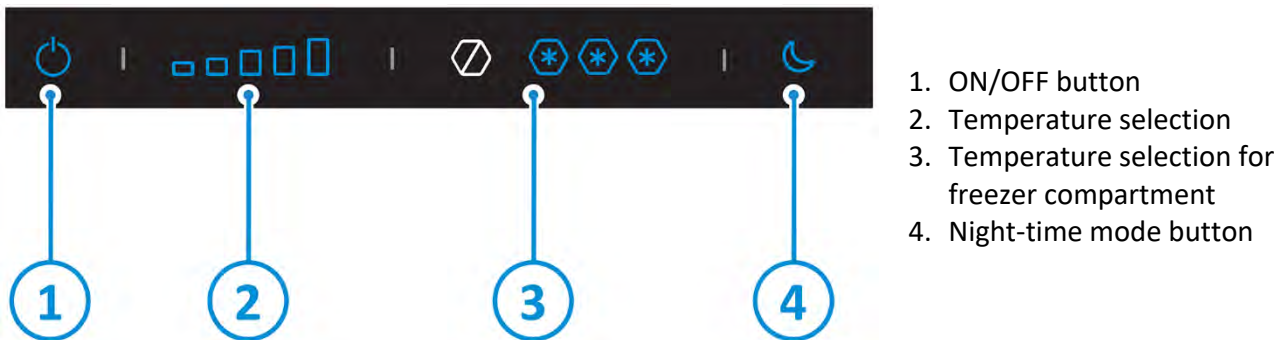 1. ON/OFF button
2. Temperature selection
3. Temperature selection for
freezer compartment
4. Night-time mode button
1 2 3 4